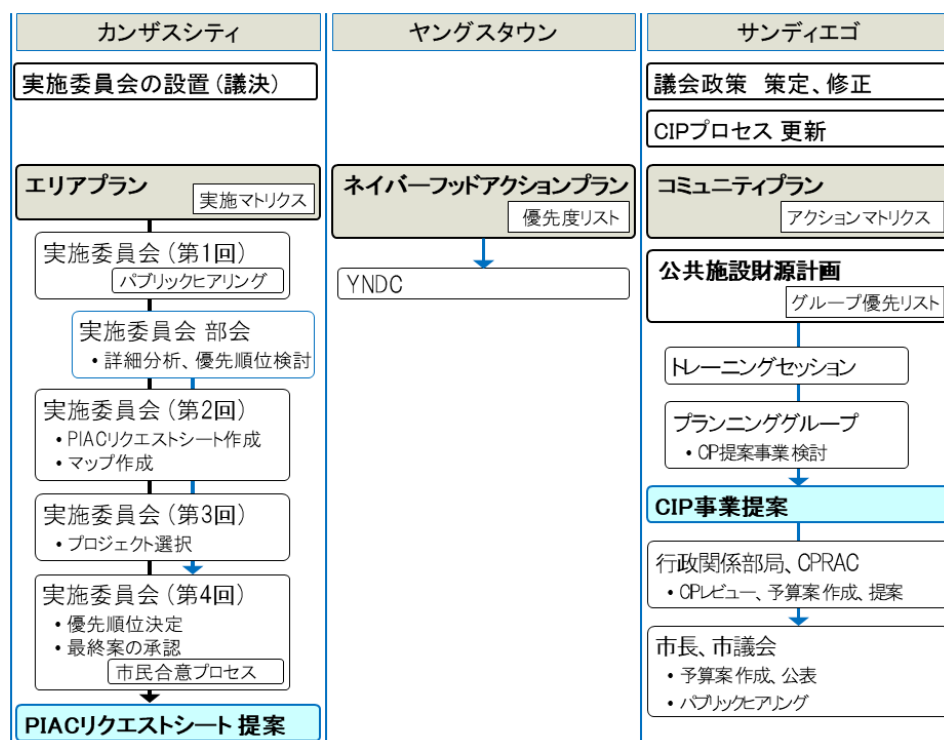 カンザスシティ
実施委員会の設置（議決）
エリアプラン
実施マトリクス
実施委員会（第1回）
パブリックヒアリング
実施委員会 部会
• 詳細分析、優先順位検討
実施委員会（第2回）
• PIACリクエストシート作成
• マップ作成
実施委員会（第3回）
• プロジェクト選択
実施委員会（第4回）
• 優先順位決定
• 最終案の承認
市民合意プロセス
PIACリクエストシート 提案
ヤングスタウン
ネイバーフッドアクションプラン
優先度リスト
YNDC
サンディエゴ
議会政策　策定、修正
CIPプロセス 更新
コミュニティプラン
アクションマトリクス
公共施設財源計画
グループ優先リスト
トレーニングセッション
プランニンググループ
• CP提案事業検討
CIP事業提案
行政関係部局、CPRAC
• CPレビュー、予算案作成、提案
市長、市議会
• 予算案作成、公表
• パブリックヒアリング